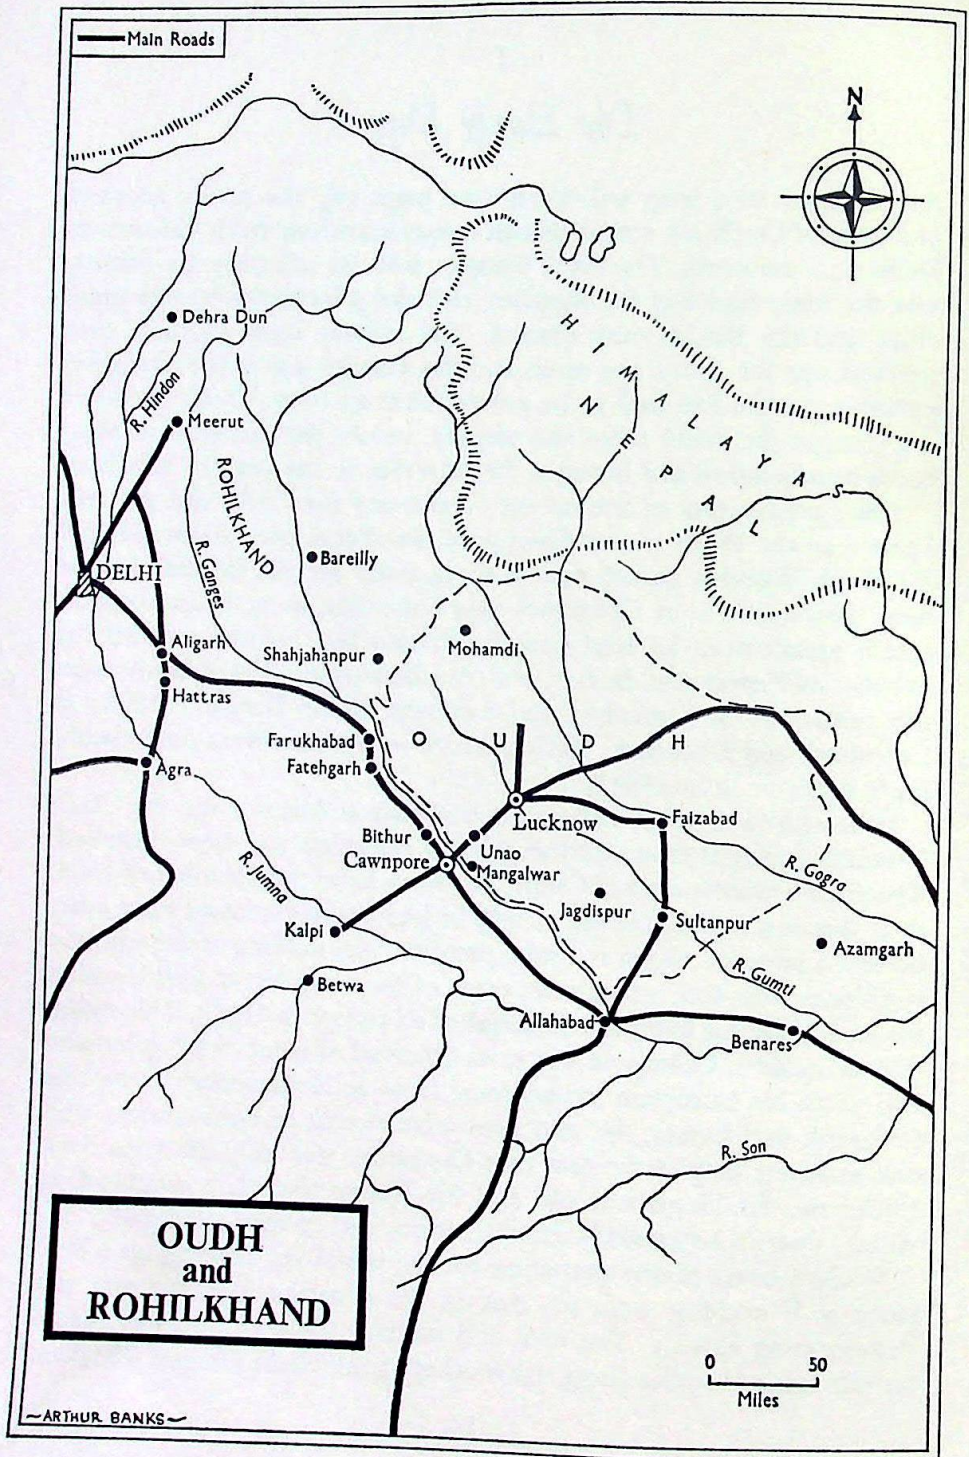 Main Roads
N
Dehra Dun
HIMALAYAS
NEPAL
R. Hindon
Meerut
ROHILKHAND
R. Ganges
Bareilly
DELHI
Aligarh
Shahjahanpur
Mohamdi
Hattras
Farukhabad
OUDH
Fatehgarh
Agra
Lucknow
Faizabad
Bithur
Unao
Cawnpore
Mangalwar
R. Gogra
R. Jumna
Jagdispur
Sultanpur
Kalpi
Azamgarh
Betwa
R. Gumti
Allahabad
Benares
R. Son
OUDH
and
ROHILKHAND
0 50
Miles
~ARTHUR BANKS~